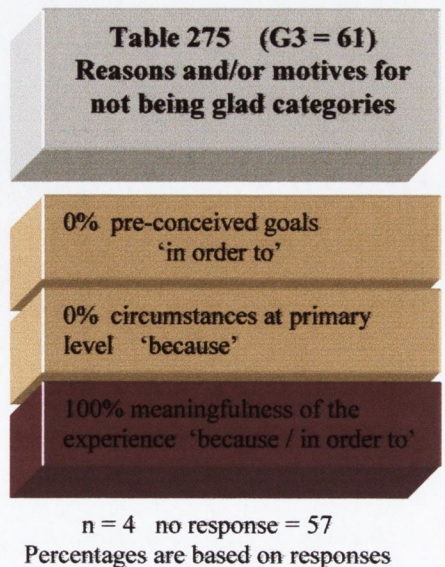 Table 275 (G3 = 61)
Reasons and/or motives for
not being glad categories
0% pre-conceived goals
‘in order to’
0% circumstances at primary
level ‘because’
100% meaningfulness of the
experience ‘because / in order to’
n = 4 no response = 57
Percentages are based on responses